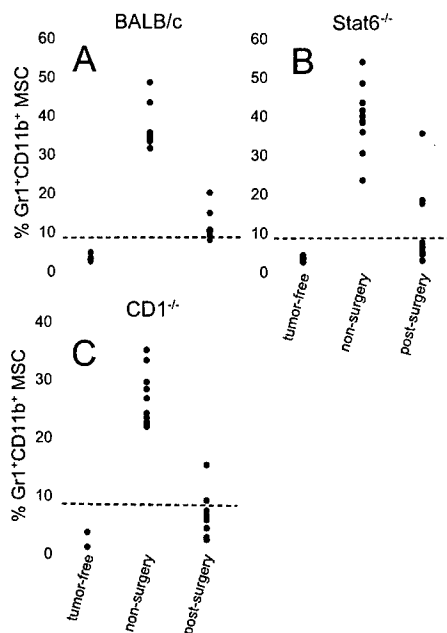 BALB/c
A
% Gr1⁺CD11b⁺ MSC
60
50
40
30
20
10
0
Stat6⁻/⁻
B
60
50
40
30
20
10
0
tumor-free
non-surgery
post-surgery
CD1⁻/⁻
C
% Gr1⁺CD11b⁺ MSC
40
30
20
10
0
tumor-free
non-surgery
post-surgery